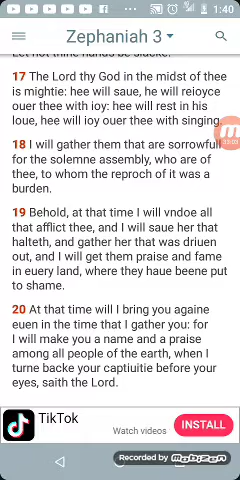 1:40
Zephaniah 3
Let not thine hands be slacke.
17 The Lord thy God in the midst of thee
is mightie: hee will saue, he will reioyce
ouer thee with ioy: hee will rest in his
loue, hee will ioy ouer thee with singing.
18 I will gather them that are sorrowfull
for the solemne assembly, who are of
thee, to whom the reproch of it was a
burden.
19 Behold, at that time I will vndoe all
that afflict thee, and I will saue her that
halteth, and gather her that was driuen
out, and I will get them praise and fame
in euery land, where they haue beene put
to shame.
20 At that time will I bring you againe
euen in the time that I gather you: for
I will make you a name and a praise
among all people of the earth, when I
turne backe your captiuitie before your
eyes, saith the Lord.
TikTok
Watch videos
INSTALL
RECORDED BY
MOBIZEN